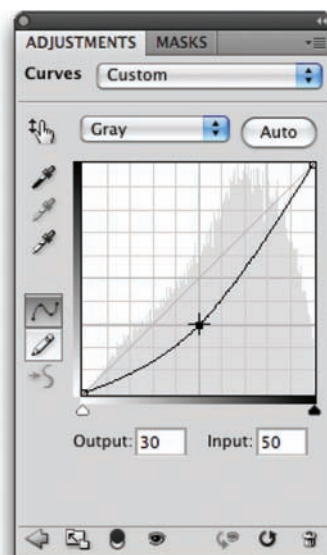 ADJUSTMENTS MASKS
Curves Custom
Gray Auto
Output: 30 Input: 50